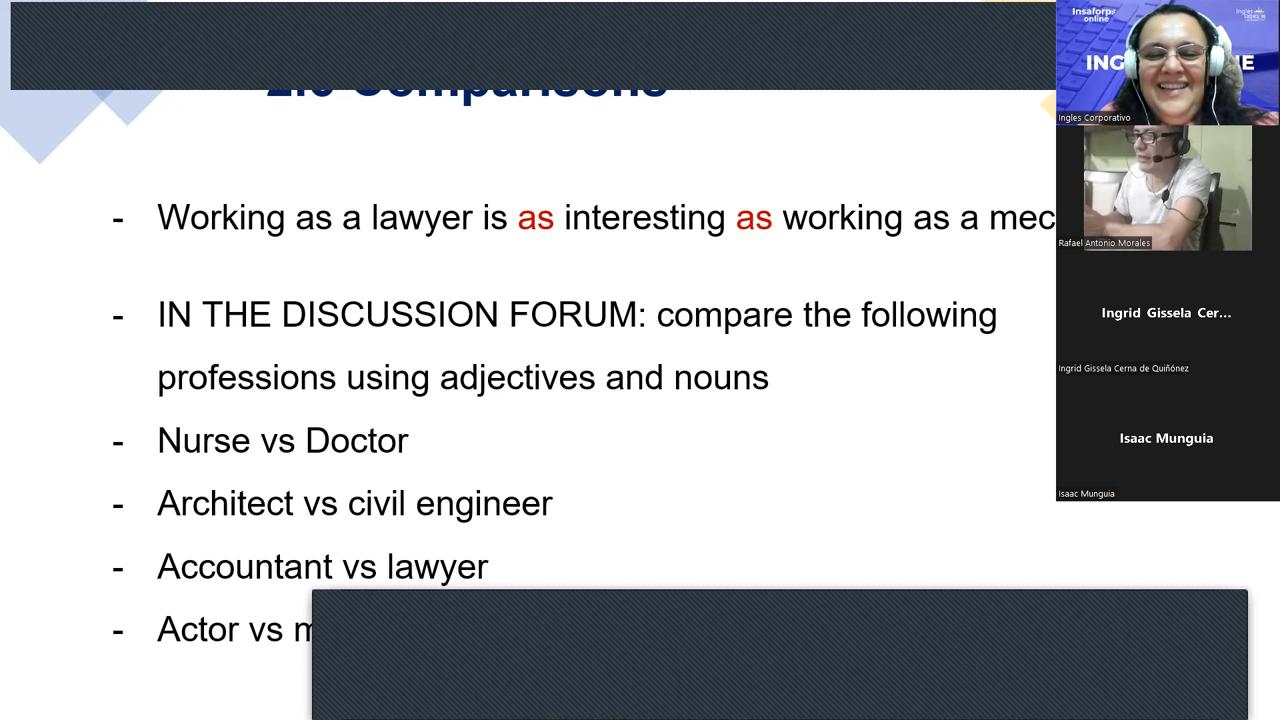 Comparisons
- Working as a lawyer is as interesting as working as a mec
- IN THE DISCUSSION FORUM: compare the following
professions using adjectives and nouns
- Nurse vs Doctor
- Architect vs civil engineer
- Accountant vs lawyer
- Actor vs m
Insaforp
online
ING
E
Ingles Corporativo
Rafael Antonio Morales
Ingrid Gissela Cer...
Ingrid Gissela Cerna de Quiñónez
Isaac Munguia
Isaac Munguia